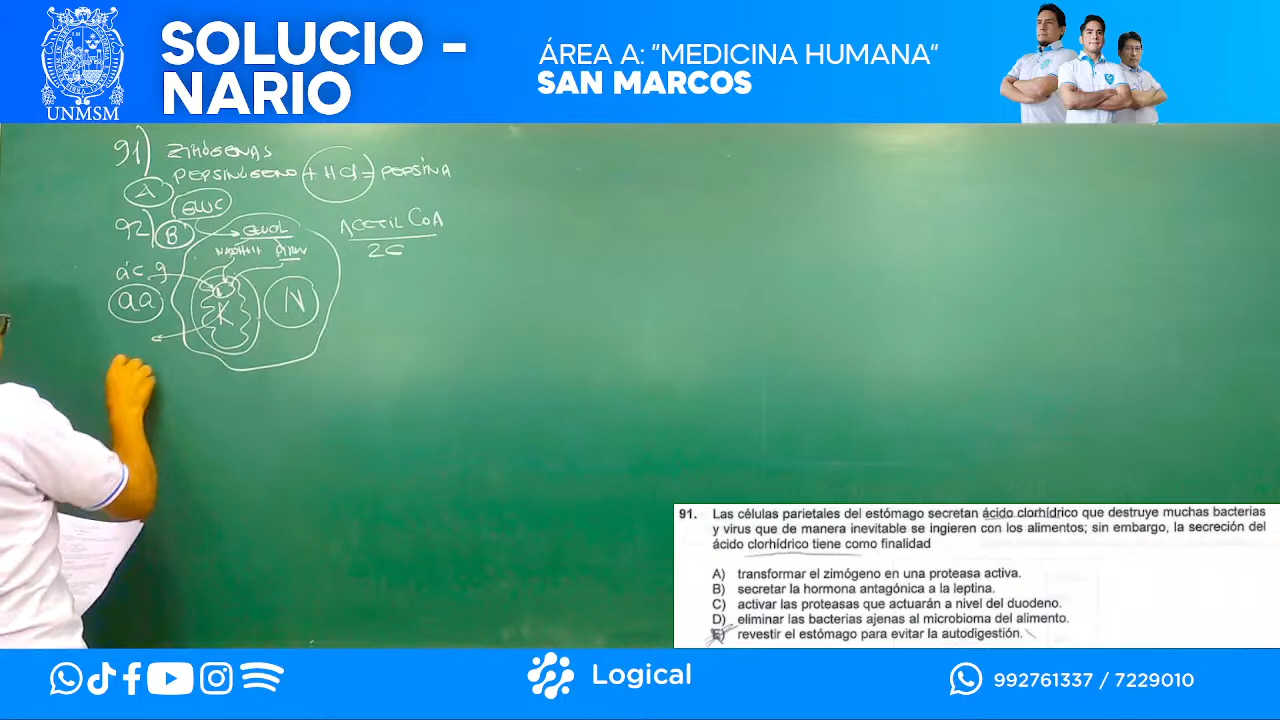 SOLUCIO -
NARIO
UNMSM
ÁREA A: "MEDICINA HUMANA"
SAN MARCOS
91) ZIMÓGENAS
PEPSINÓGENO + HCl = PEPSINA
A
GLUC
92) B
ACETIL CoA
2C
ác g
aa
K
N
91. Las células parietales del estómago secretan ácido clorhídrico que destruye muchas bacterias
y virus que de manera inevitable se ingieren con los alimentos; sin embargo, la secreción del
ácido clorhídrico tiene como finalidad
A) transformar el zimógeno en una proteasa activa.
B) secretar la hormona antagónica a la leptina.
C) activar las proteasas que actuarán a nivel del duodeno.
D) eliminar las bacterias ajenas al microbioma del alimento.
E) revestir el estómago para evitar la autodigestión.
Logical
992761337 / 7229010